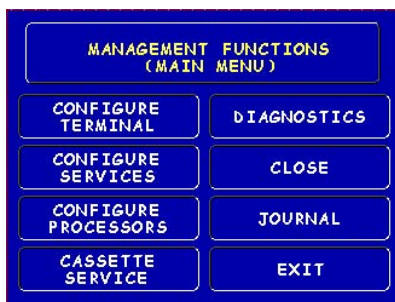 MANAGEMENT FUNCTIONS
(MAIN MENU)
CONFIGURE
TERMINAL
DIAGNOSTICS
CONFIGURE
SERVICES
CLOSE
CONFIGURE
PROCESSORS
JOURNAL
CASSETTE
SERVICE
EXIT